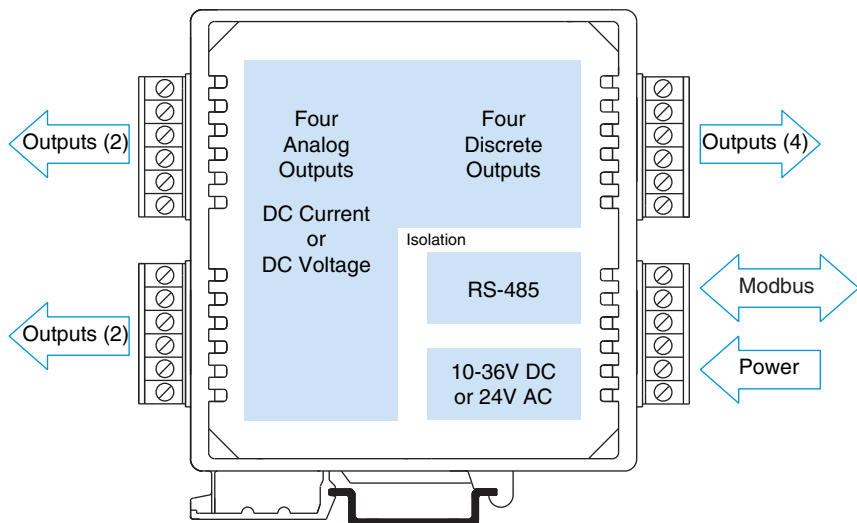 Outputs (2)
Four
Analog
Outputs
DC Current
or
DC Voltage
Four
Discrete
Outputs
Outputs (4)
Isolation
RS-485
Modbus
Outputs (2)
10-36V DC
or 24V AC
Power